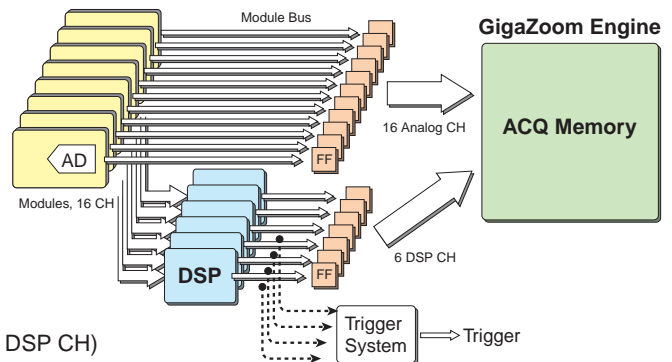 Module Bus
GigaZoom Engine
AD
FF
16 Analog CH
ACQ Memory
Modules, 16 CH
DSP
FF
6 DSP CH
Trigger
System
Trigger
DSP CH)